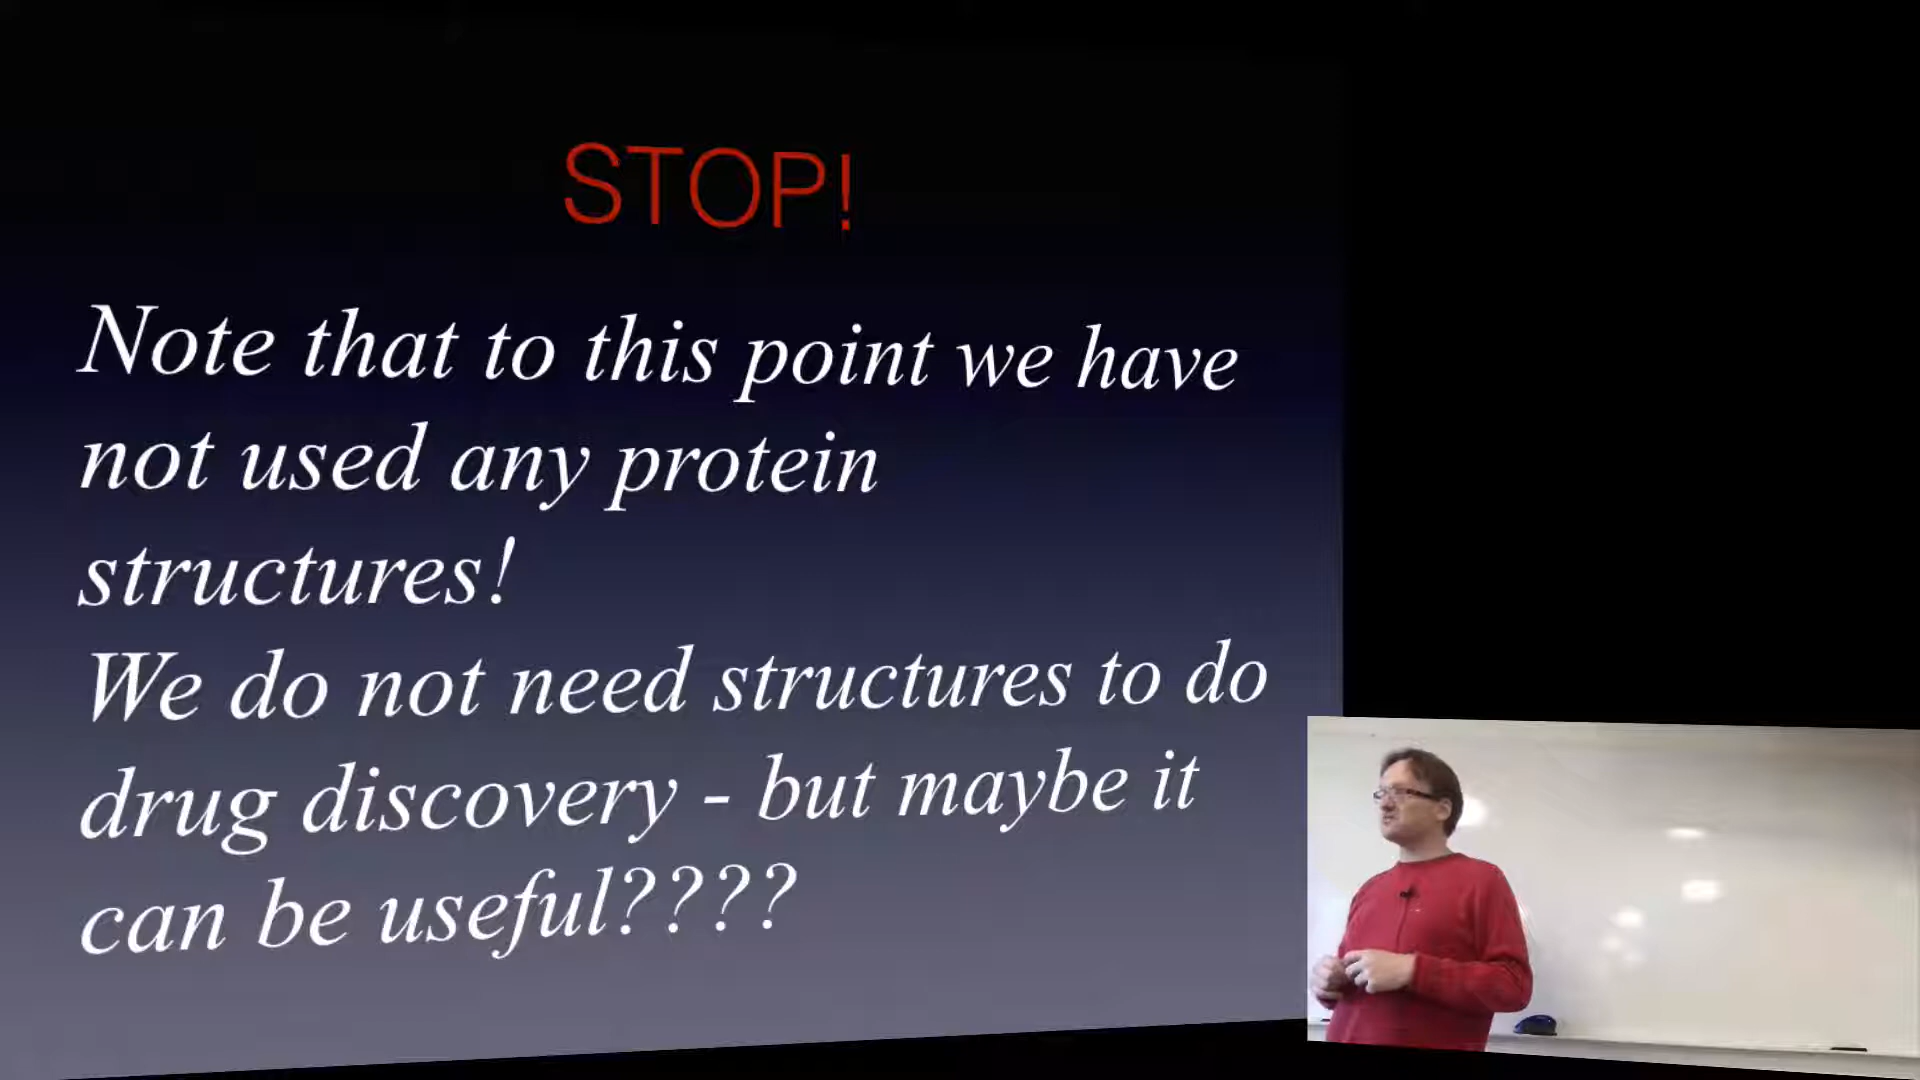 STOP!
Note that to this point we have
not used any protein
structures!
We do not need structures to do
drug discovery - but maybe it
can be useful????